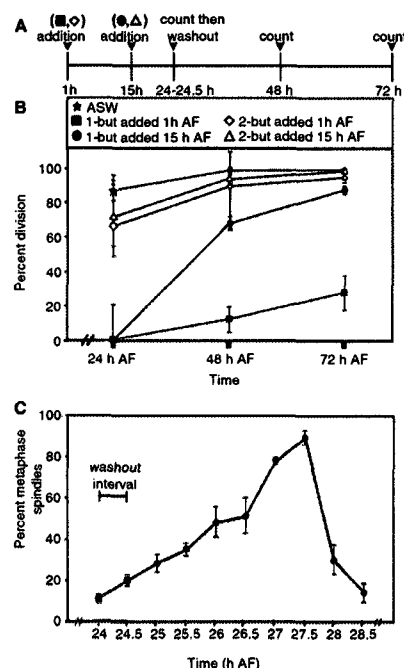 A
(■,◇)
addition
(●,△)
addition
count then
washout
count
count
1h
15h
24-24.5 h
48 h
72 h
B
★ ASW
■ 1-but added 1h AF
◇ 2-but added 1h AF
● 1-but added 15 h AF
△ 2-but added 15 h AF
Percent division
100
80
60
40
20
0
24 h AF
48 h AF
72 h AF
Time
C
Percent metaphase
spindles
100
80
60
40
20
0
washout
interval
24
24.5
25
25.5
26
26.5
27
27.5
28
28.5
Time (h AF)